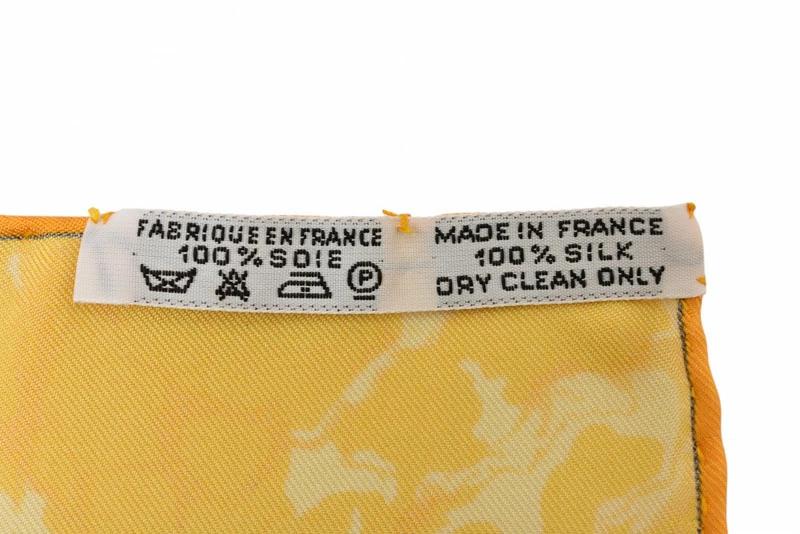 FABRIQUE EN FRANCE
100% SOIE
P
MADE IN FRANCE
100% SILK
DRY CLEAN ONLY